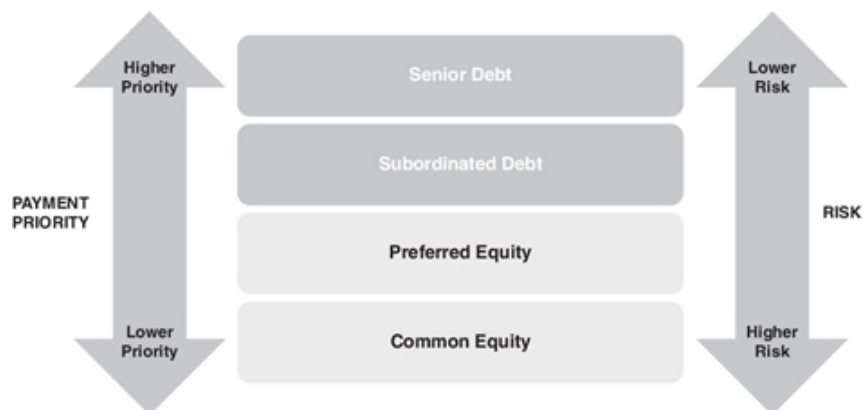 Higher
Priority
Senior Debt
Lower
Risk
Subordinated Debt
PAYMENT
PRIORITY
RISK
Preferred Equity
Lower
Priority
Common Equity
Higher
Risk